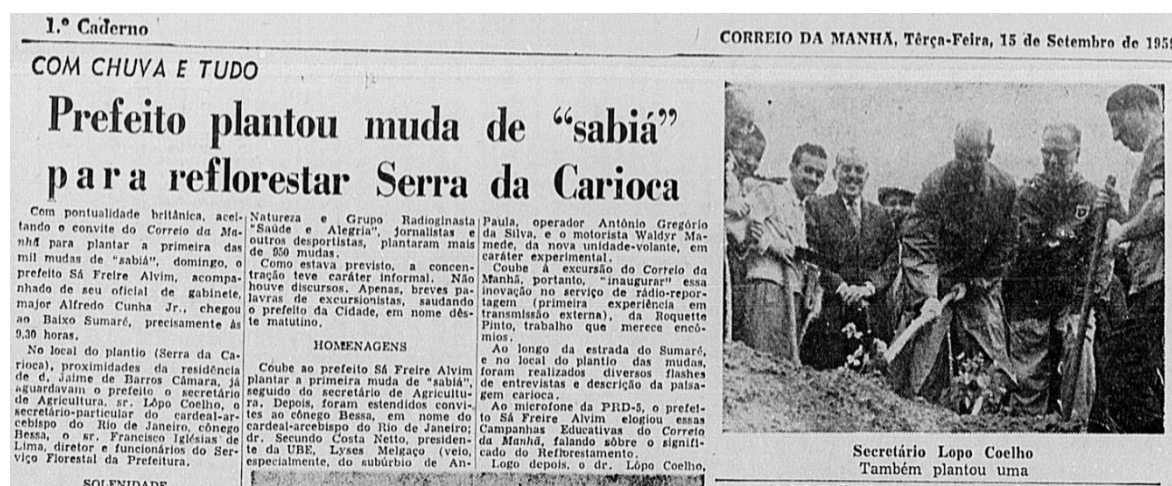 1.º Caderno
CORREIO DA MANHÃ, Têrça-Feira, 15 de Setembro de 1959
COM CHUVA E TUDO
Prefeito plantou muda de “sabiá”
para reflorestar Serra da Carioca
Com pontualidade britânica, acei-
tando o convite do Correio da Ma-
nhã para plantar a primeira das
mil mudas de “sabiá”, domingo, o
prefeito Sá Freire Alvim, acompa-
nhado de seu oficial de gabinete,
major Alfredo Cunha Jr., chegou
ao Baixo Sumaré, precisamente às
9,30 horas.
No local do plantio (Serra da Ca-
rioca), proximidades da residência
de d. Jaime de Barros Câmara, já
aguardavam o prefeito o secretário
de Agricultura, sr. Lôpo Coelho, o
secretário-particular do cardeal-ar-
cebispo do Rio de Janeiro, cônego
Bessa, o sr. Francisco Iglésias de
Lima, diretor e funcionários do Ser-
viço Florestal da Prefeitura.
SOLENIDADE
Natureza e Grupo Radioginasta
“Saúde e Alegria”, jornalistas e
outros desportistas, plantaram mais
de 950 mudas.
Como estava previsto, a concen-
tração teve caráter informal. Não
houve discursos. Apenas, breves pa-
lavras de excursionistas, saudando
o prefeito da Cidade, em nome dês-
te matutino.
HOMENAGENS
Coube ao prefeito Sá Freire Alvim
plantar a primeira muda de “sabiá”,
seguido do secretário de Agricultu-
ra. Depois, foram estendidos convi-
tes ao cônego Bessa, em nome do
cardeal-arcebispo do Rio de Janeiro;
dr. Secundo Costa Netto, presiden-
te da UBE, Lyses Melgaço (veio,
especialmente, do subúrbio de An-
Paula, operador Antônio Gregório
da Silva, e o motorista Waldyr Ma-
mede, da nova unidade-volante, em
caráter experimental.
Coube à excursão do Correio da
Manhã, portanto, “inaugurar” essa
inovação no serviço de rádio-repor-
tagem (primeira experiência em
transmissão externa), da Roquette
Pinto, trabalho que merece encô-
mios.
Ao longo da estrada do Sumaré,
e no local do plantio das mudas,
foram realizados diversos flashes
de entrevistas e descrição da paisa-
gem carioca.
Ao microfone da PRD-5, o prefei-
to Sá Freire Alvim elogiou essas
Campanhas Educativas do Correio
da Manhã, falando sôbre o signifi-
cado do Reflorestamento.
Logo depois, o dr. Lôpo Coelho,
Secretário Lopo Coelho
Também plantou uma